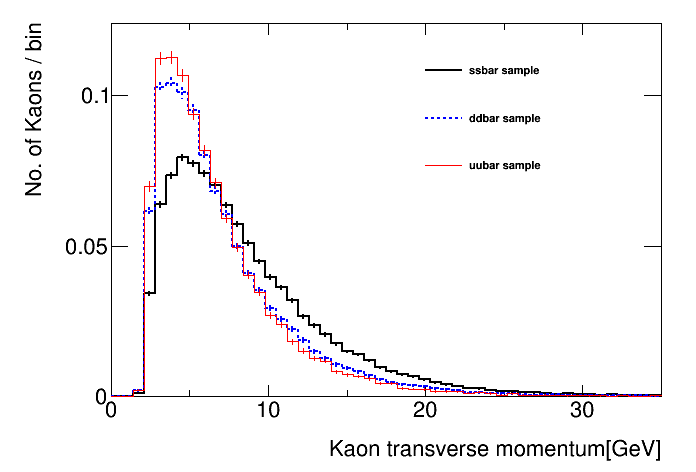 No. of Kaons / bin
0.1
0.05
0
ssbar sample
ddbar sample
uubar sample
0 10 20 30
Kaon transverse momentum[GeV]